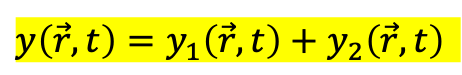 y(r⃗, t) = y₁(r⃗, t) + y₂(r⃗, t)